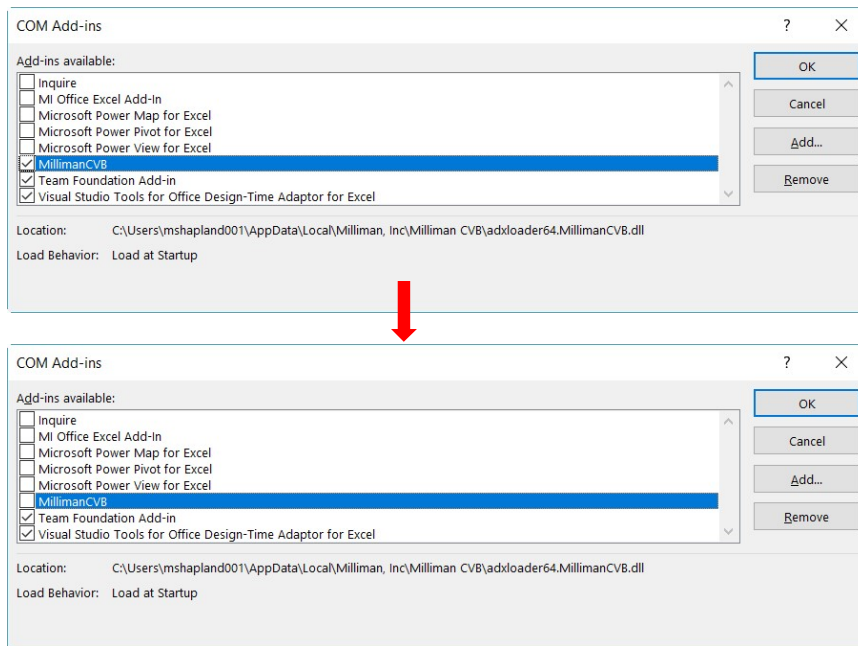 COM Add-ins ? ×
Add-ins available:
Inquire
MI Office Excel Add-In
Microsoft Power Map for Excel
Microsoft Power Pivot for Excel
Microsoft Power View for Excel
MillimanCVB
Team Foundation Add-in
Visual Studio Tools for Office Design-Time Adaptor for Excel
OK
Cancel
Add...
Remove
Location: C:\Users\mshapland001\AppData\Local\Milliman, Inc\Milliman CVB\adxloader64.MillimanCVB.dll
Load Behavior: Load at Startup
COM Add-ins ? ×
Add-ins available:
Inquire
MI Office Excel Add-In
Microsoft Power Map for Excel
Microsoft Power Pivot for Excel
Microsoft Power View for Excel
MillimanCVB
Team Foundation Add-in
Visual Studio Tools for Office Design-Time Adaptor for Excel
OK
Cancel
Add...
Remove
Location: C:\Users\mshapland001\AppData\Local\Milliman, Inc\Milliman CVB\adxloader64.MillimanCVB.dll
Load Behavior: Load at Startup